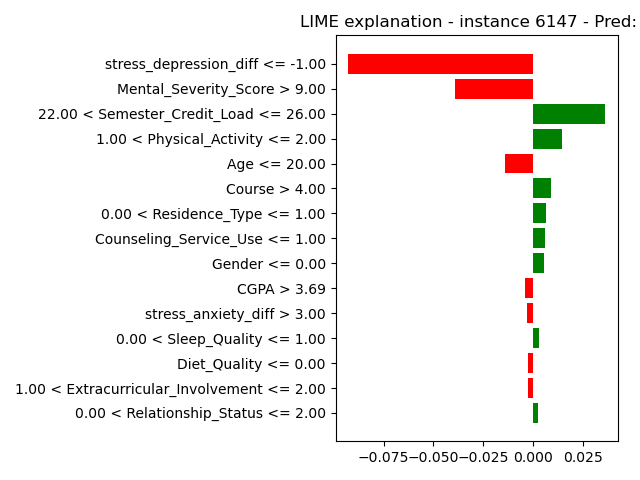 LIME explanation - instance 6147 - Pred:
stress_depression_diff <= -1.00
Mental_Severity_Score > 9.00
22.00 < Semester_Credit_Load <= 26.00
1.00 < Physical_Activity <= 2.00
Age <= 20.00
Course > 4.00
0.00 < Residence_Type <= 1.00
Counseling_Service_Use <= 1.00
Gender <= 0.00
CGPA > 3.69
stress_anxiety_diff > 3.00
0.00 < Sleep_Quality <= 1.00
Diet_Quality <= 0.00
1.00 < Extracurricular_Involvement <= 2.00
0.00 < Relationship_Status <= 2.00
−0.075 −0.050 −0.025 0.000 0.025